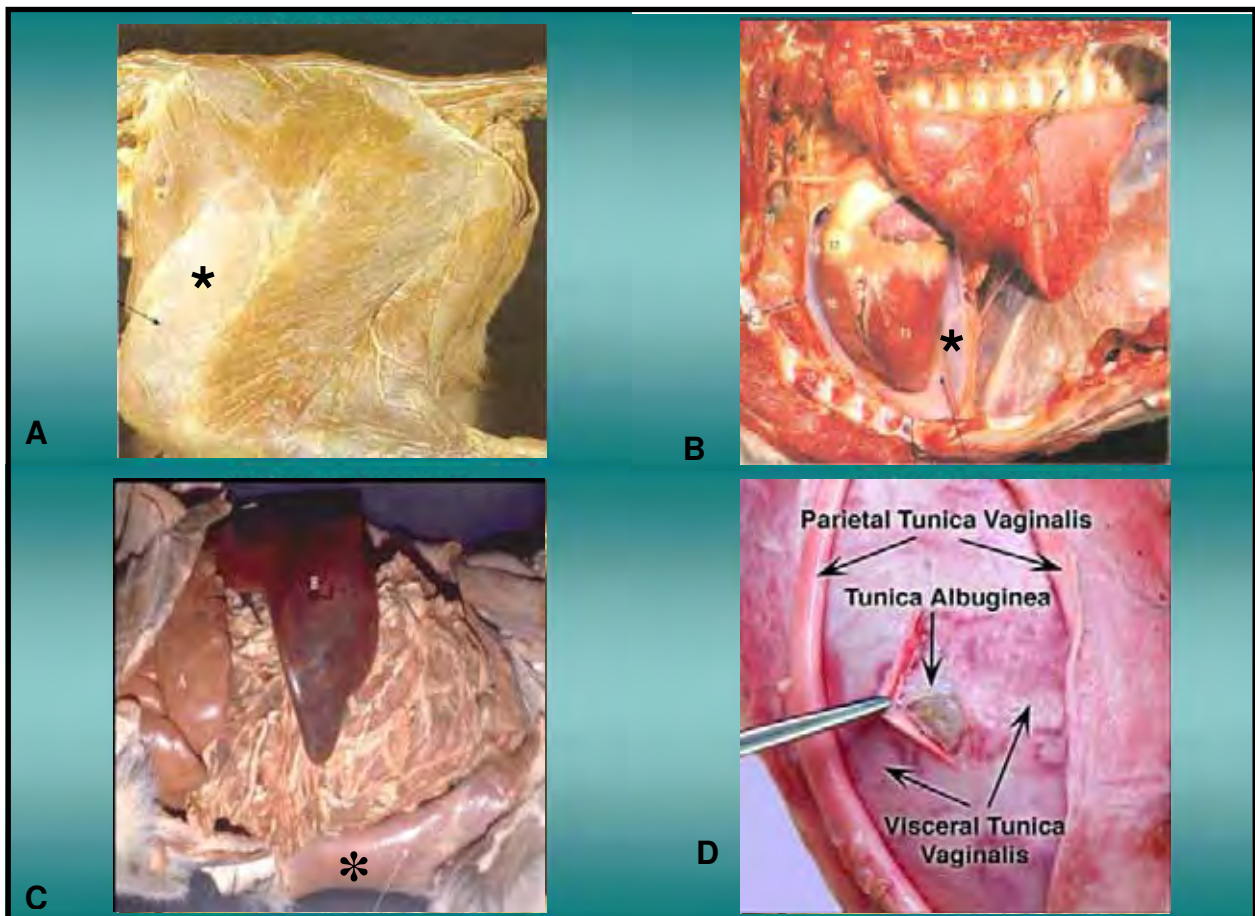 A
B
C
D
Parietal Tunica Vaginalis
Tunica Albuginea
Visceral Tunica
Vaginalis